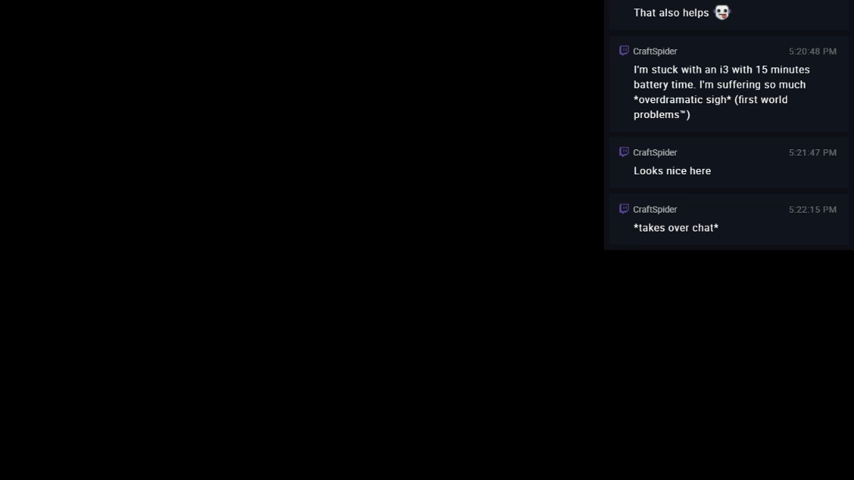 That also helps
CraftSpider 5:20:48 PM
I'm stuck with an i3 with 15 minutes
battery time. I'm suffering so much
*overdramatic sigh* (first world
problems™)
CraftSpider 5:21:47 PM
Looks nice here
CraftSpider 5:22:15 PM
*takes over chat*